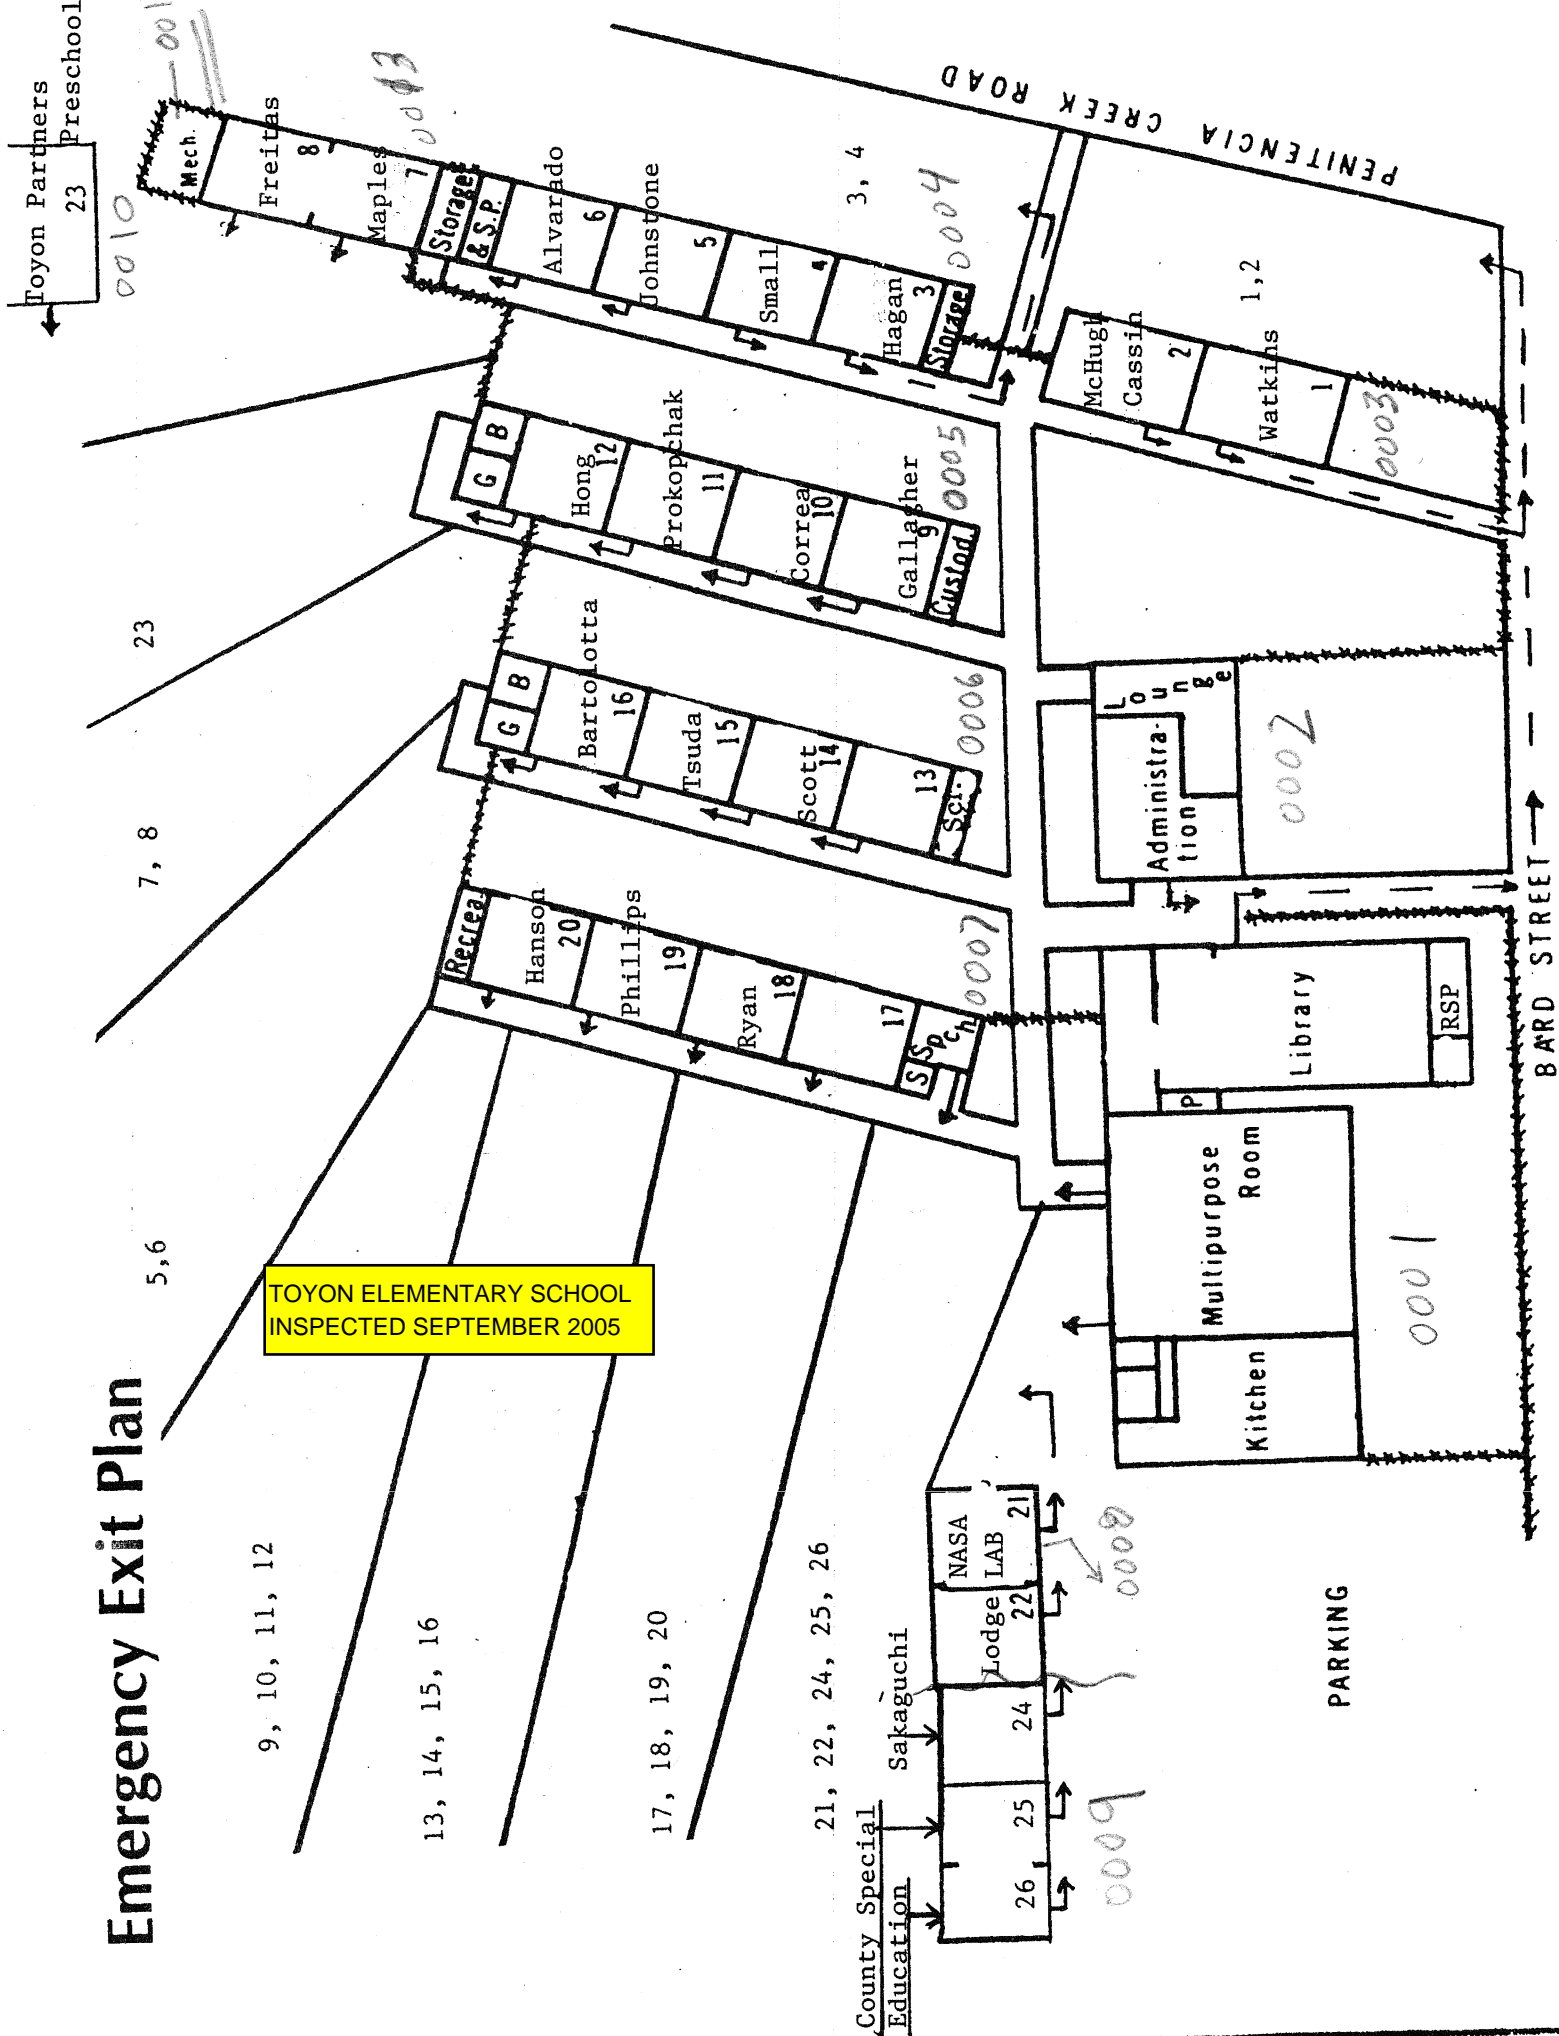 Emergency Exit Plan
TOYON ELEMENTARY SCHOOL
INSPECTED SEPTEMBER 2005
9, 10, 11, 12
13, 14, 15, 16
17, 18, 19, 20
21, 22, 24, 25, 26
5,6
7, 8
23
3, 4
1,2
Toyon Partners
23 Preschool
0010
Mech.
Freitas
8
Maples
7
Storage
& S.P.
Alvarado
6
Johnstone
5
Small
4
Hagan
3
Storage
0004
McHugh
Cassin
2
Watkins
1
0003
G B
Hong
12
Prokopchak
11
Correa
10
Gallagher
9
Custod.
0005
G B
Bartolotta
16
Tsuda
15
Scott
14
13
Sci.
0006
Recrea.
Hanson
20
Phillips
19
Ryan
18
17
S Spch
0007
Lounge
Administra-
tion
0002
Library
RSP
P
Multipurpose
Room
Kitchen
0001
NASA
LAB
21
Lodge
22
0008
Sakaguchi
24
County Special
Education
25
26
0009
PARKING
BARD STREET
PENITENCIA CREEK ROAD